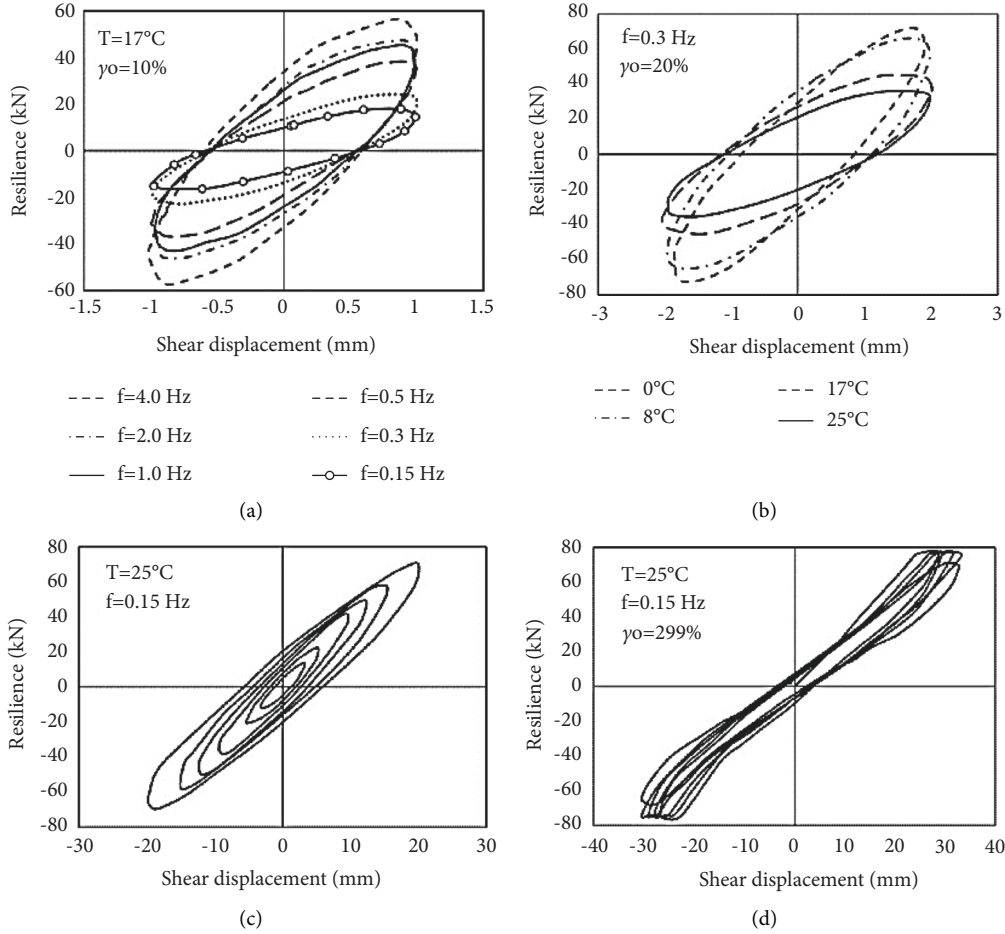 60
40
20
0
-20
-40
-60
Resilience (kN)
T=17°C
γo=10%
-1.5 -1 -0.5 0 0.5 1 1.5
Shear displacement (mm)
f=4.0 Hz f=0.5 Hz
f=2.0 Hz f=0.3 Hz
f=1.0 Hz f=0.15 Hz
(a)
80
60
40
20
0
-20
-40
-60
80
Resilience (kN)
f=0.3 Hz
γo=20%
-3 -2 -1 0 1 2 3
Shear displacement (mm)
0°C 17°C
8°C 25°C
(b)
80
60
40
20
0
-20
-40
-60
-80
Resilience (kN)
T=25°C
f=0.15 Hz
-30 -20 -10 0 10 20 30
Shear displacement (mm)
(c)
80
60
40
20
0
-20
-40
-60
-80
Resilience (kN)
T=25°C
f=0.15 Hz
γo=299%
-40 -30 -20 -10 0 10 20 30 40
Shear displacement (mm)
(d)